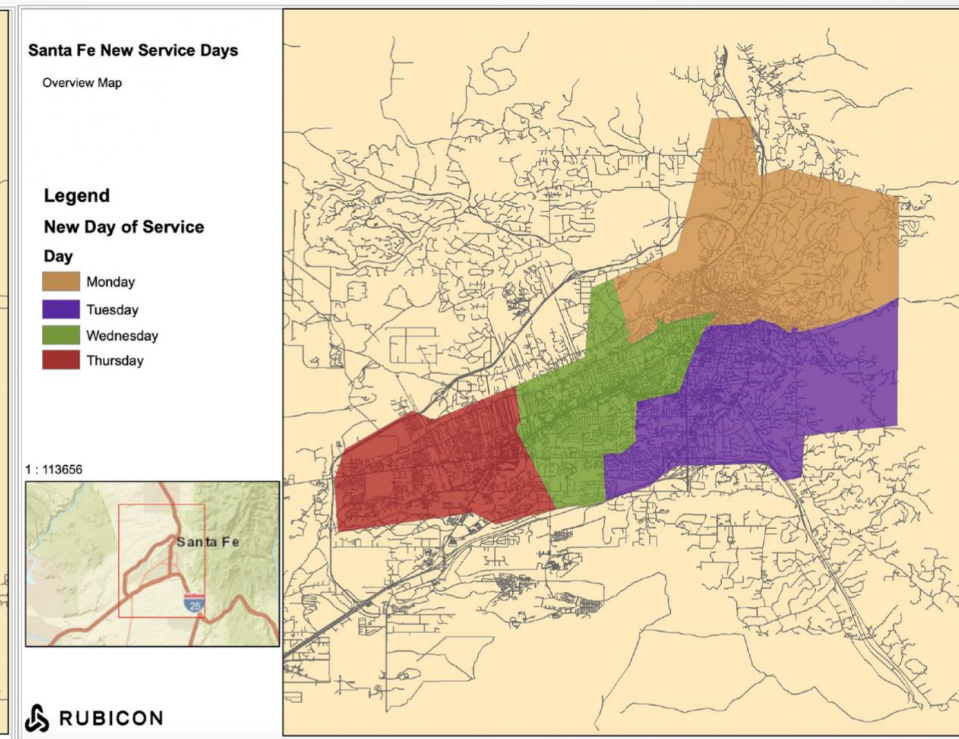 Santa Fe New Service Days
Overview Map
Legend
New Day of Service
Day
Monday
Tuesday
Wednesday
Thursday
1 : 113656
Santa Fe
25
RUBICON